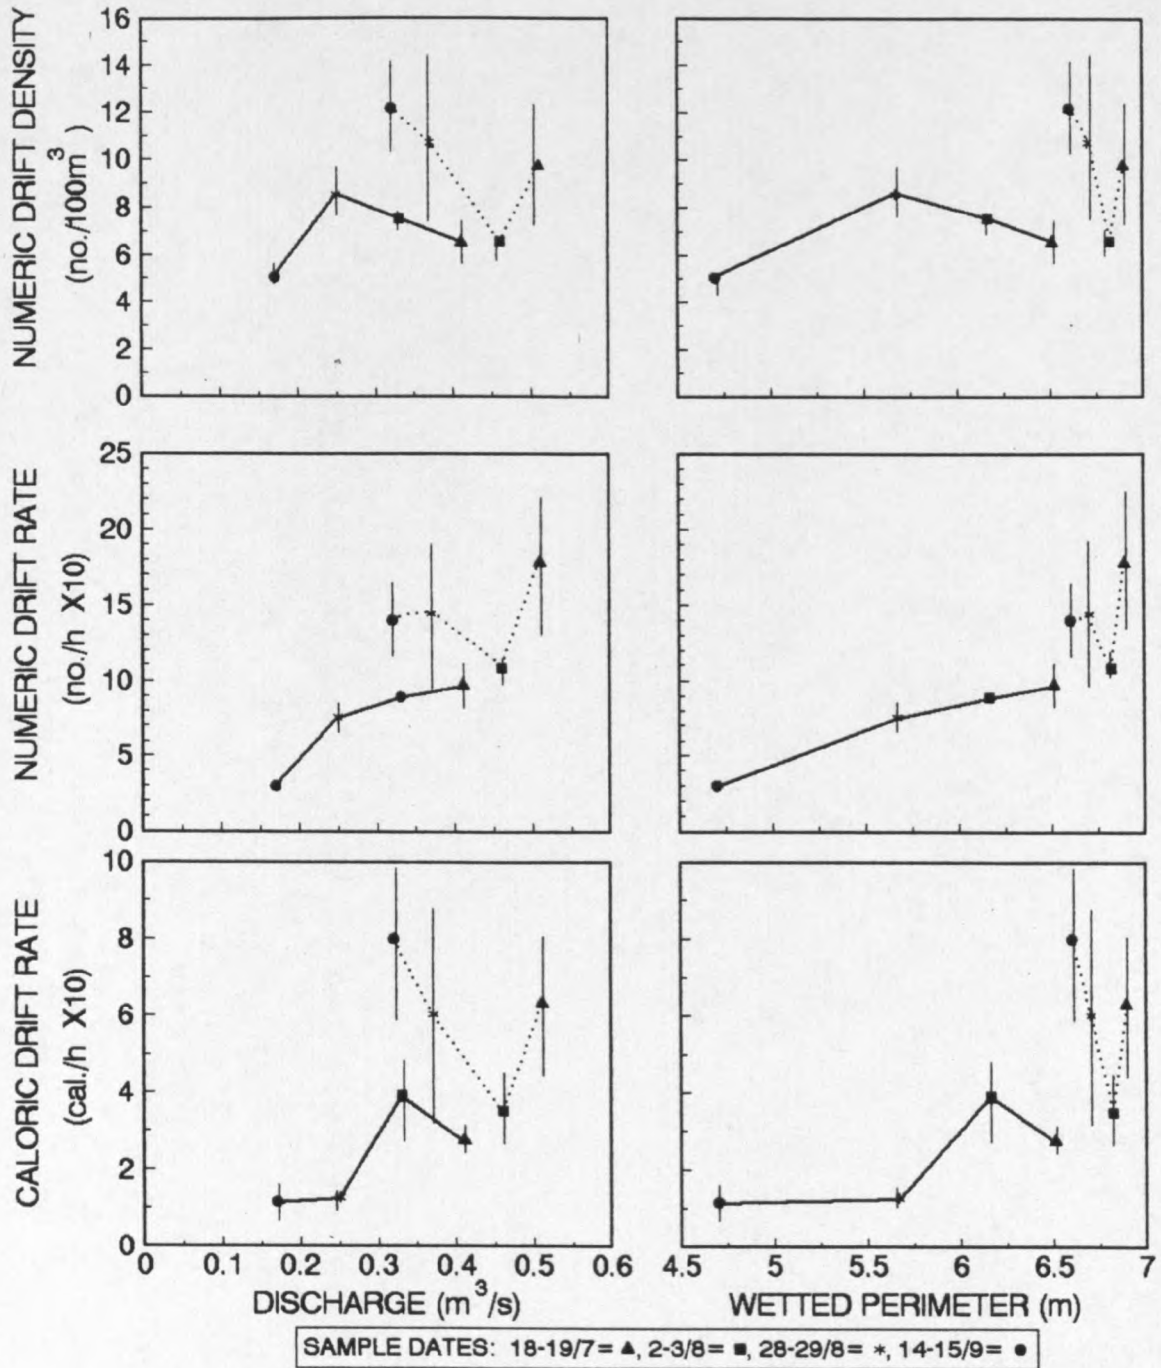 NUMERIC DRIFT DENSITY
(no./100m³)
16
14
12
10
8
6
4
2
0
NUMERIC DRIFT RATE
(no./h X10)
25
20
15
10
5
0
CALORIC DRIFT RATE
(cal./h X10)
10
8
6
4
2
0
0 0.1 0.2 0.3 0.4 0.5 0.6
DISCHARGE (m³/s)
4.5 5 5.5 6 6.5 7
WETTED PERIMETER (m)
SAMPLE DATES: 18-19/7= ▲, 2-3/8= ■, 28-29/8= *, 14-15/9= ●